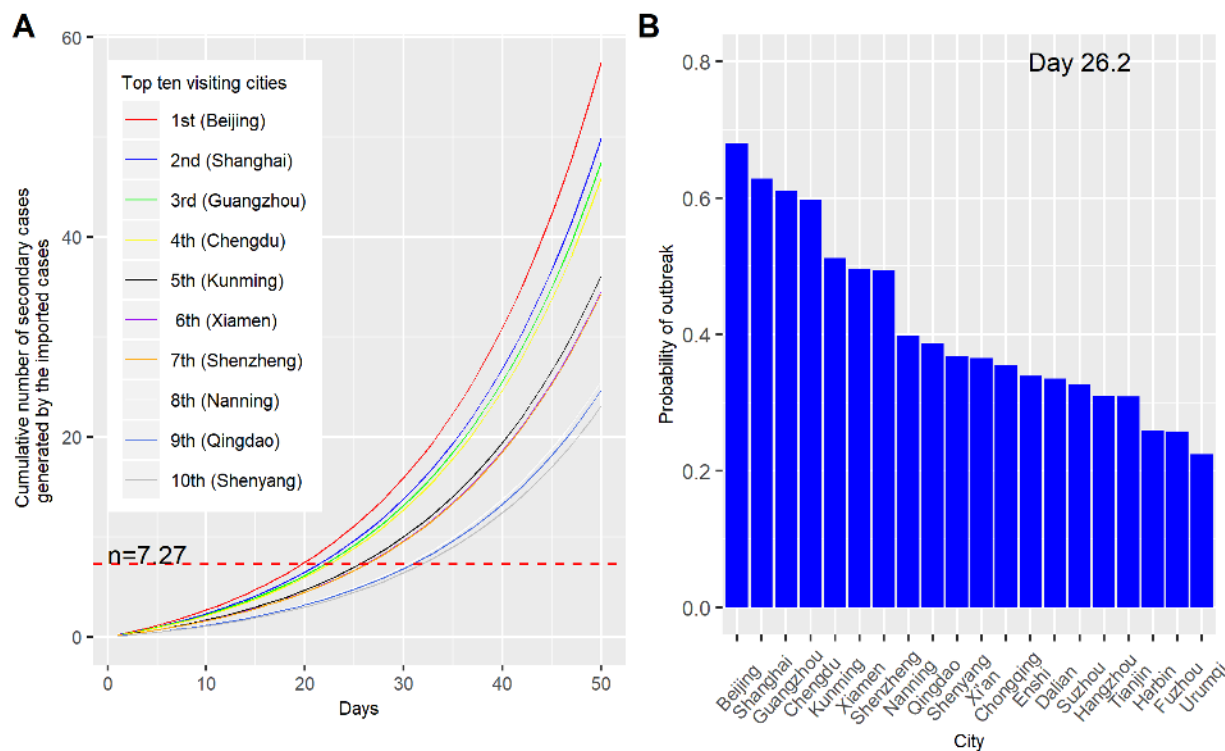 A
60
40
20
0
Cumulative number of secondary cases
generated by the imported cases
Top ten visiting cities
1st (Beijing)
2nd (Shanghai)
3rd (Guangzhou)
4th (Chengdu)
5th (Kunming)
6th (Xiamen)
7th (Shenzheng)
8th (Nanning)
9th (Qingdao)
10th (Shenyang)
n=7.27
0 10 20 30 40 50
Days
B
Day 26.2
0.8
0.6
0.4
0.2
0.0
Probability of outbreak
Beijing
Shanghai
Guangzhou
Chengdu
Kunming
Xiamen
Shenzheng
Nanning
Qingdao
Shenyang
Xi'an
Chongqing
Enshi
Dalian
Suzhou
Hangzhou
Tianjin
Harbin
Fuzhou
Urumqi
City